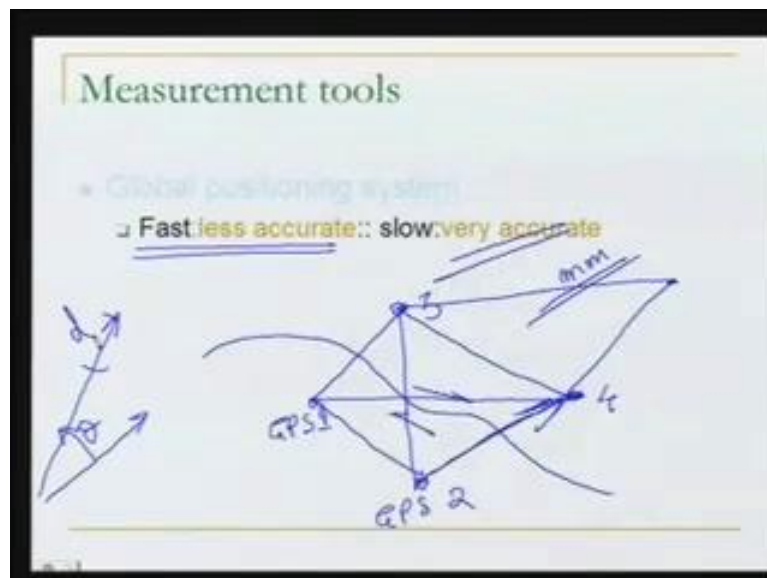 Measurement tools
Global positioning system
Fast:less accurate:: slow:very accurate
mm
d
3
θ
4
GPS1
GPS 2